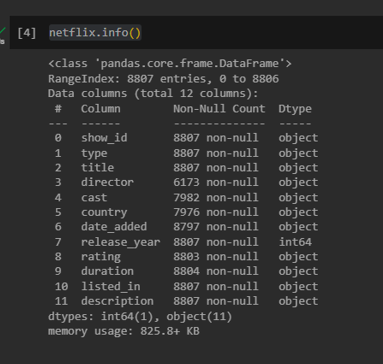 [4] netflix.info()
<class 'pandas.core.frame.DataFrame'>
RangeIndex: 8807 entries, 0 to 8806
Data columns (total 12 columns):
 #   Column        Non-Null Count  Dtype
---  ------        --------------  -----
 0   show_id       8807 non-null   object
 1   type          8807 non-null   object
 2   title         8807 non-null   object
 3   director      6173 non-null   object
 4   cast          7982 non-null   object
 5   country       7976 non-null   object
 6   date_added    8797 non-null   object
 7   release_year  8807 non-null   int64
 8   rating        8803 non-null   object
 9   duration      8804 non-null   object
 10  listed_in     8807 non-null   object
 11  description   8807 non-null   object
dtypes: int64(1), object(11)
memory usage: 825.8+ KB